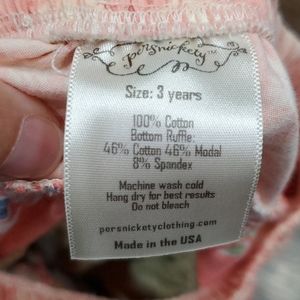 persnickety™
Size: 3 years
100% Cotton
Bottom Ruffle:
46% Cotton 46% Modal
8% Spandex
Machine wash cold
Hang dry for best results
Do not bleach
persnicketyclothing.com
Made in the USA